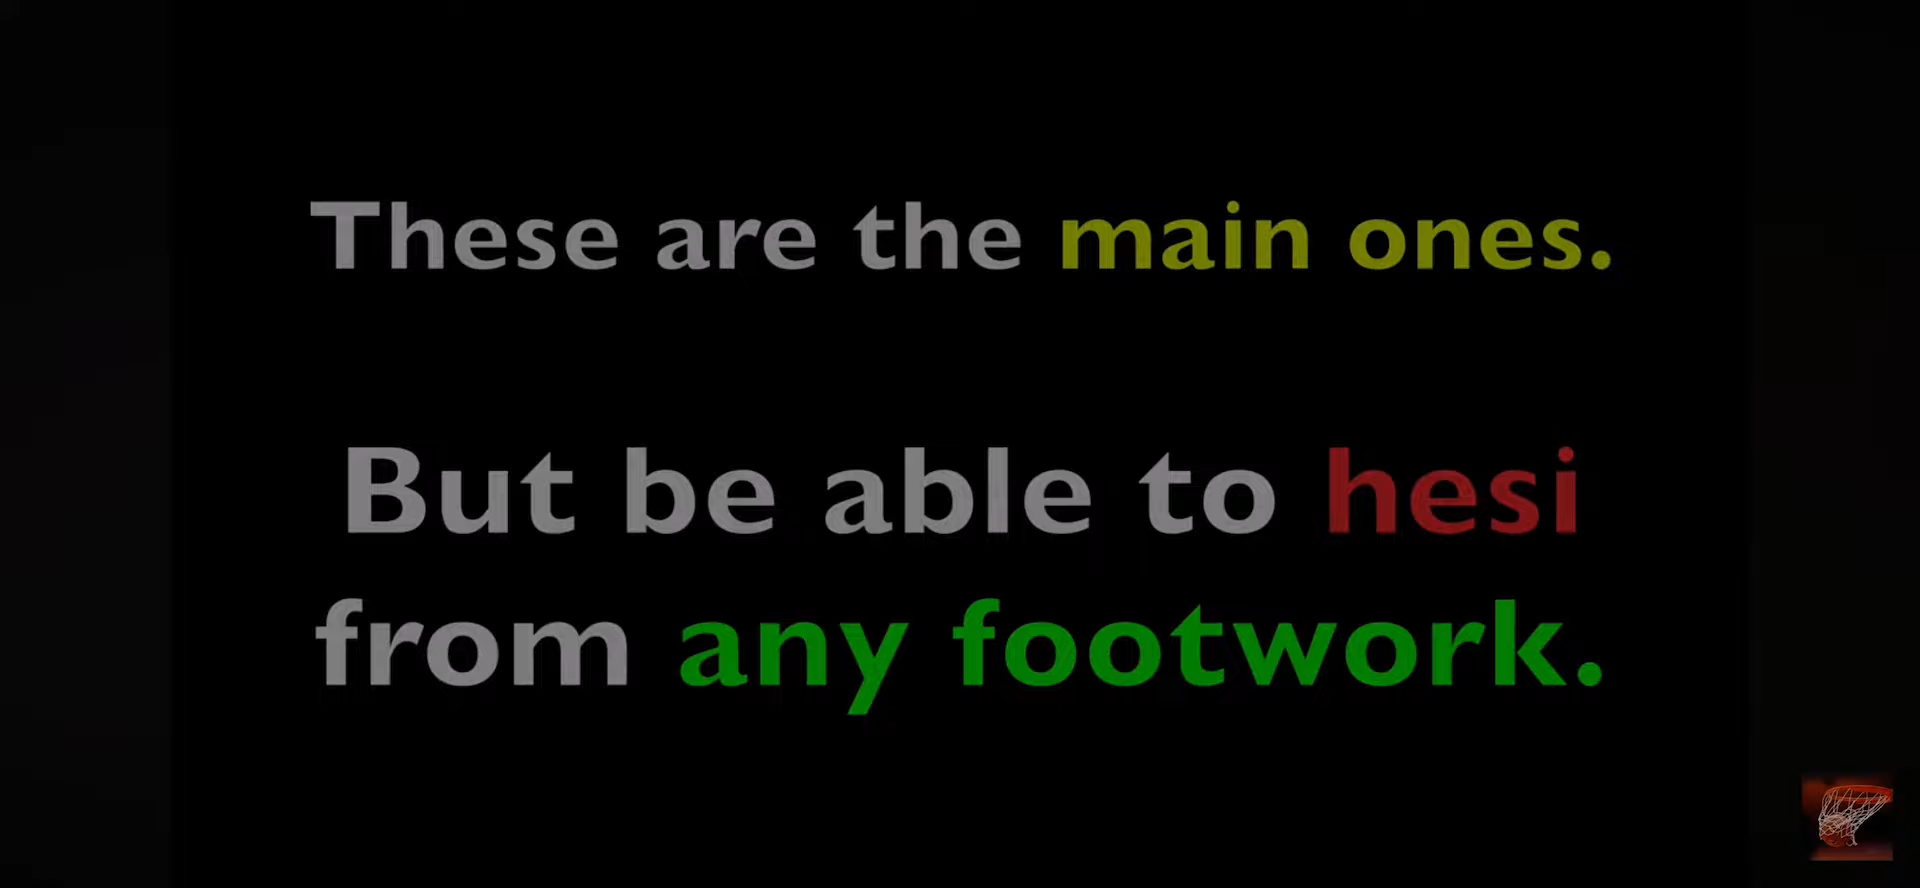 These are the main ones.
But be able to hesi
from any footwork.